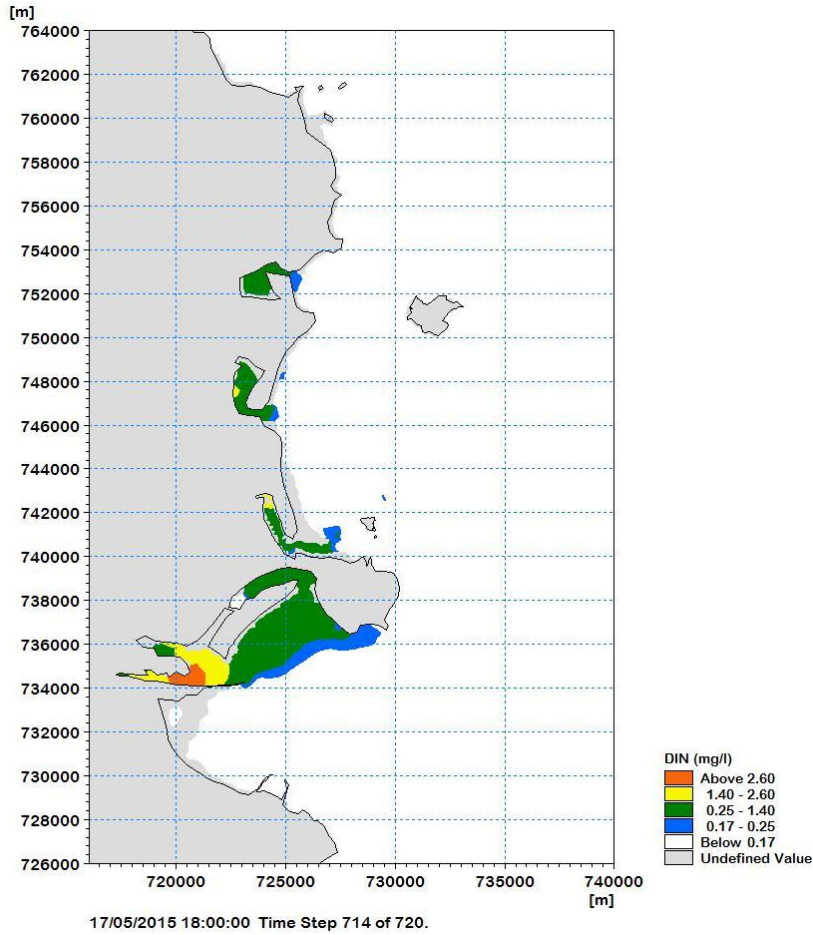 [m]
764000
762000
760000
758000
756000
754000
752000
750000
748000
746000
744000
742000
740000
738000
736000
734000
732000
730000
728000
726000
720000 725000 730000 735000 740000
[m]
DIN (mg/l)
Above 2.60
1.40 - 2.60
0.25 - 1.40
0.17 - 0.25
Below 0.17
Undefined Value
17/05/2015 18:00:00 Time Step 714 of 720.